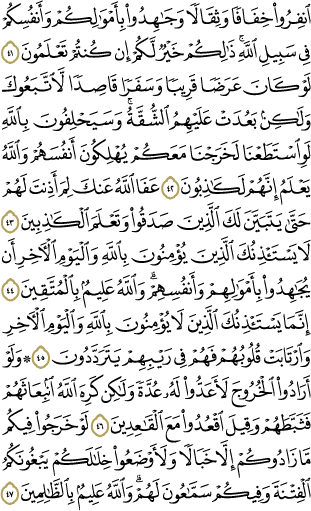 ٱنفِرُوا۟ خِفَافًا وَثِقَالًا وَجَٰهِدُوا۟ بِأَمْوَٰلِكُمْ وَأَنفُسِكُمْ
فِى سَبِيلِ ٱللَّهِ ۚ ذَٰلِكُمْ خَيْرٌ لَّكُمْ إِن كُنتُمْ تَعْلَمُونَ ٤١
لَوْ كَانَ عَرَضًا قَرِيبًا وَسَفَرًا قَاصِدًا لَّٱتَّبَعُوكَ
وَلَٰكِنۢ بَعُدَتْ عَلَيْهِمُ ٱلشُّقَّةُ ۚ وَسَيَحْلِفُونَ بِٱللَّهِ
لَوِ ٱسْتَطَعْنَا لَخَرَجْنَا مَعَكُمْ يُهْلِكُونَ أَنفُسَهُمْ وَٱللَّهُ
يَعْلَمُ إِنَّهُمْ لَكَٰذِبُونَ ٤٢ عَفَا ٱللَّهُ عَنكَ لِمَ أَذِنتَ لَهُمْ
حَتَّىٰ يَتَبَيَّنَ لَكَ ٱلَّذِينَ صَدَقُوا۟ وَتَعْلَمَ ٱلْكَٰذِبِينَ ٤٣
لَا يَسْتَـْٔذِنُكَ ٱلَّذِينَ يُؤْمِنُونَ بِٱللَّهِ وَٱلْيَوْمِ ٱلْءَاخِرِ أَن
يُجَٰهِدُوا۟ بِأَمْوَٰلِهِمْ وَأَنفُسِهِمْ ۗ وَٱللَّهُ عَلِيمٌۢ بِٱلْمُتَّقِينَ ٤٤
إِنَّمَا يَسْتَـْٔذِنُكَ ٱلَّذِينَ لَا يُؤْمِنُونَ بِٱللَّهِ وَٱلْيَوْمِ ٱلْءَاخِرِ
وَٱرْتَابَتْ قُلُوبُهُمْ فَهُمْ فِى رَيْبِهِمْ يَتَرَدَّدُونَ ٤٥ ۞ وَلَوْ
أَرَادُوا۟ ٱلْخُرُوجَ لَأَعَدُّوا۟ لَهُۥ عُدَّةً وَلَٰكِن كَرِهَ ٱللَّهُ ٱنۢبِعَاثَهُمْ
فَثَبَّطَهُمْ وَقِيلَ ٱقْعُدُوا۟ مَعَ ٱلْقَٰعِدِينَ ٤٦ لَوْ خَرَجُوا۟ فِيكُم
مَّا زَادُوكُمْ إِلَّا خَبَالًا وَلَأَوْضَعُوا۟ خِلَٰلَكُمْ يَبْغُونَكُمُ
ٱلْفِتْنَةَ وَفِيكُمْ سَمَّٰعُونَ لَهُمْ ۗ وَٱللَّهُ عَلِيمٌۢ بِٱلظَّٰلِمِينَ ٤٧